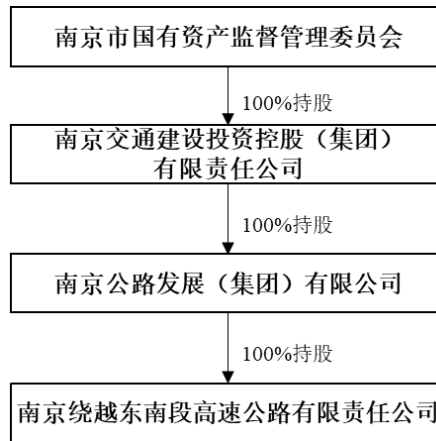 南京市国有资产监督管理委员会
100%持股
南京交通建设投资控股（集团）
有限责任公司
100%持股
南京公路发展（集团）有限公司
100%持股
南京绕越东南段高速公路有限责任公司